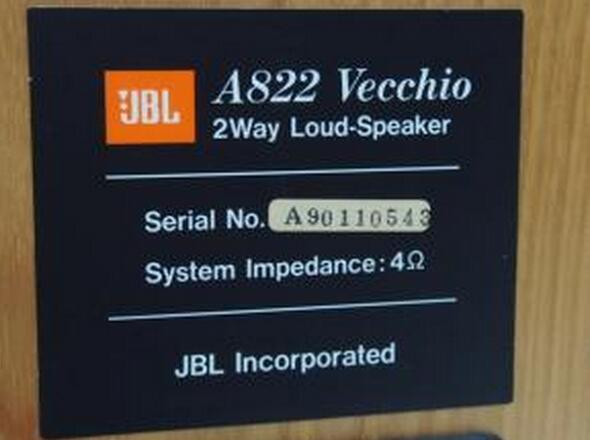 JBL A822 Vecchio
2Way Loud-Speaker
Serial No. A90110543
System Impedance: 4Ω
JBL Incorporated